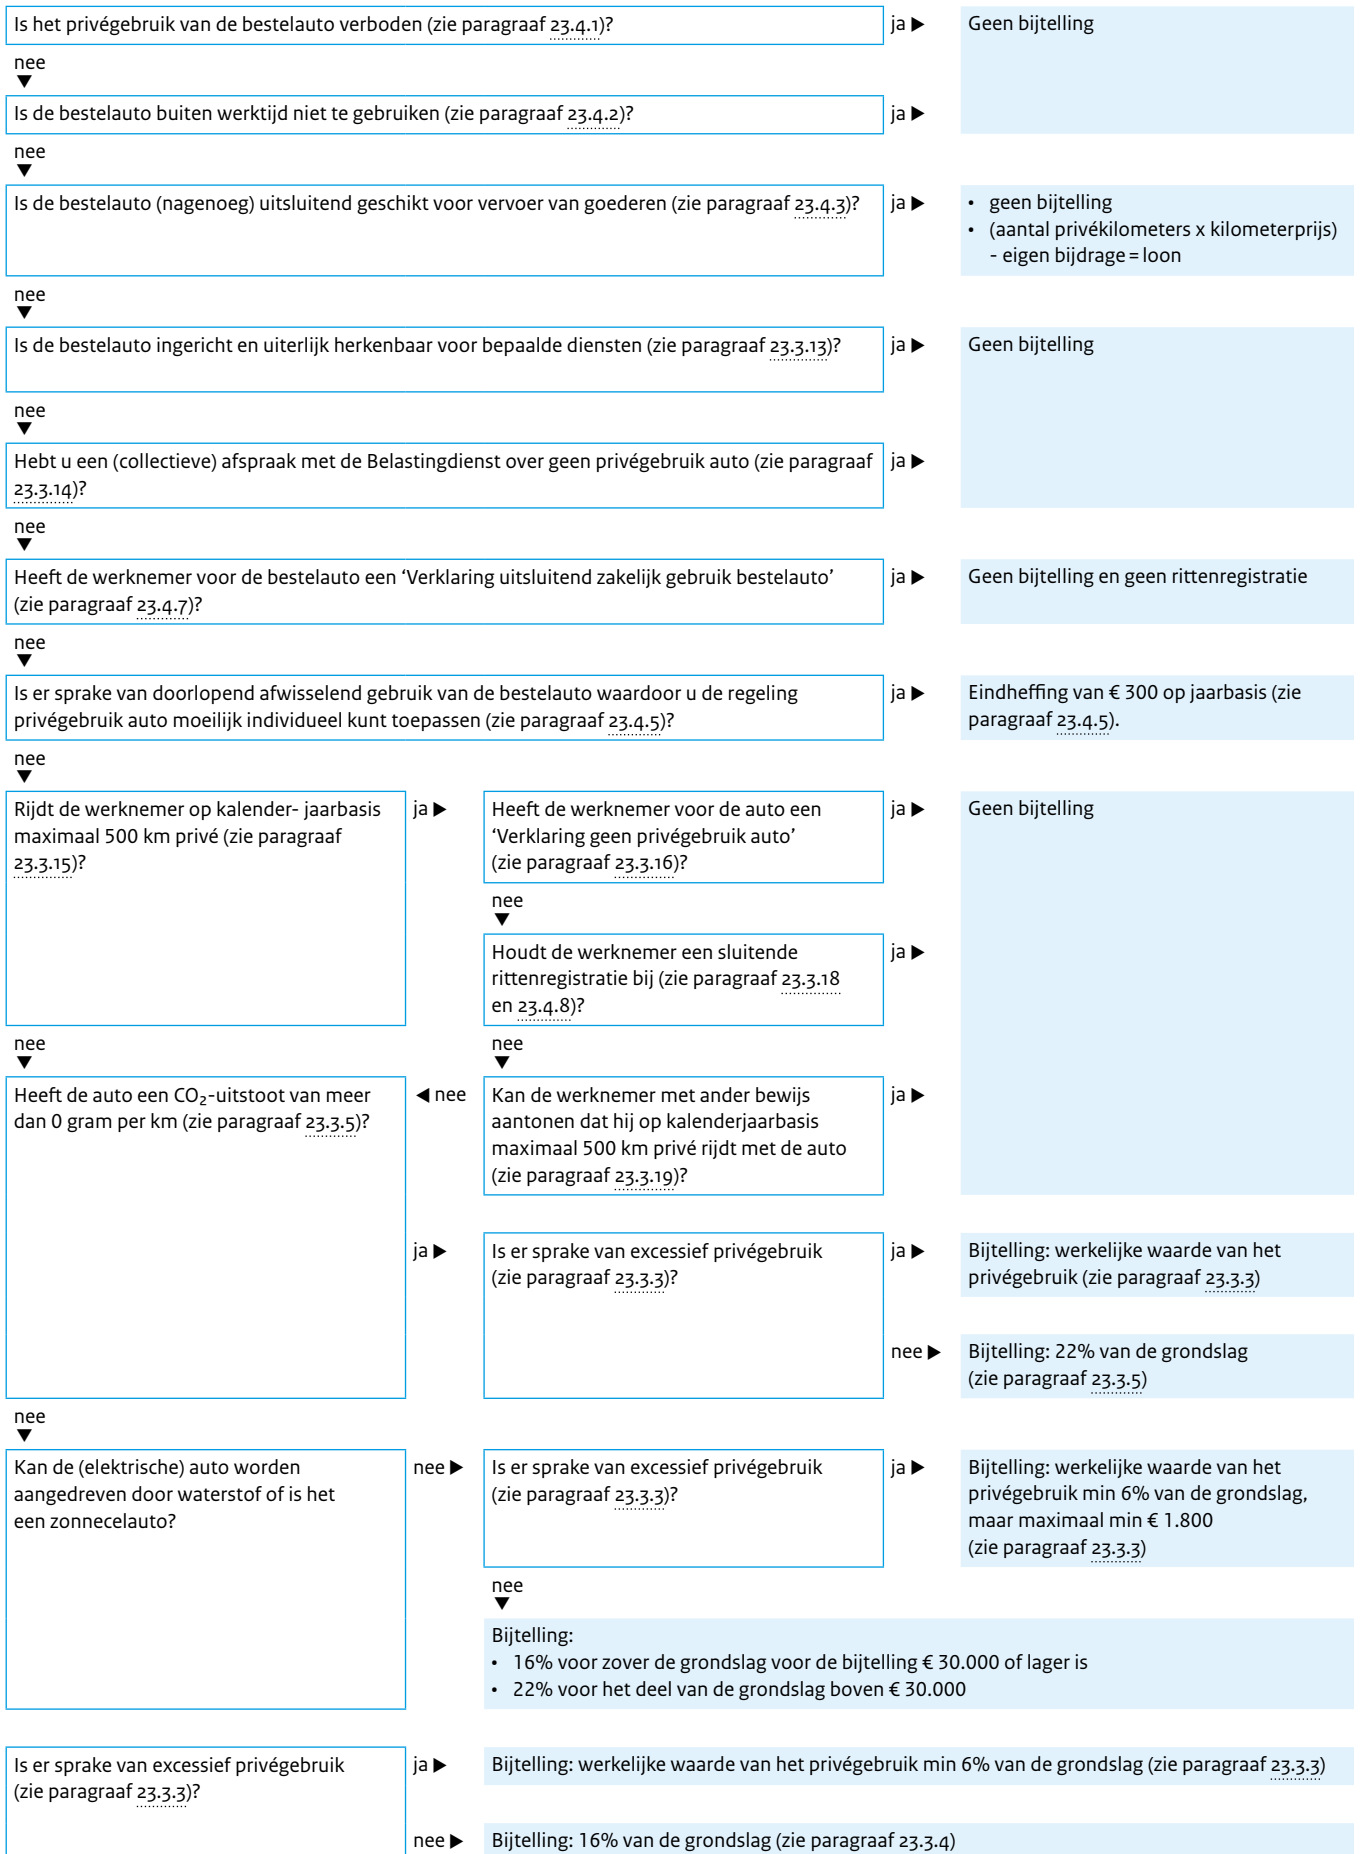 Is het privégebruik van de bestelauto verboden (zie paragraaf 23.4.1)?
ja ▶
Geen bijtelling
nee
▼
Is de bestelauto buiten werktijd niet te gebruiken (zie paragraaf 23.4.2)?
ja ▶
nee
▼
Is de bestelauto (nagenoeg) uitsluitend geschikt voor vervoer van goederen (zie paragraaf 23.4.3)?
ja ▶
• geen bijtelling
• (aantal privékilometers x kilometerprijs)
- eigen bijdrage = loon
nee
▼
Is de bestelauto ingericht en uiterlijk herkenbaar voor bepaalde diensten (zie paragraaf 23.3.13)?
ja ▶
Geen bijtelling
nee
▼
Hebt u een (collectieve) afspraak met de Belastingdienst over geen privégebruik auto (zie paragraaf
23.3.14)?
ja ▶
nee
▼
Heeft de werknemer voor de bestelauto een ‘Verklaring uitsluitend zakelijk gebruik bestelauto’
(zie paragraaf 23.4.7)?
ja ▶
Geen bijtelling en geen rittenregistratie
nee
▼
Is er sprake van doorlopend afwisselend gebruik van de bestelauto waardoor u de regeling
privégebruik auto moeilijk individueel kunt toepassen (zie paragraaf 23.4.5)?
ja ▶
Eindheffing van € 300 op jaarbasis (zie
paragraaf 23.4.5).
nee
▼
Rijdt de werknemer op kalender- jaarbasis
maximaal 500 km privé (zie paragraaf
23.3.15)?
ja ▶
Heeft de werknemer voor de auto een
‘Verklaring geen privégebruik auto’
(zie paragraaf 23.3.16)?
ja ▶
Geen bijtelling
nee
▼
Houdt de werknemer een sluitende
rittenregistratie bij (zie paragraaf 23.3.18
en 23.4.8)?
ja ▶
nee
▼
nee
▼
Heeft de auto een CO₂-uitstoot van meer
dan 0 gram per km (zie paragraaf 23.3.5)?
◀ nee
Kan de werknemer met ander bewijs
aantonen dat hij op kalenderjaarbasis
maximaal 500 km privé rijdt met de auto
(zie paragraaf 23.3.19)?
ja ▶
ja ▶
Is er sprake van excessief privégebruik
(zie paragraaf 23.3.3)?
ja ▶
Bijtelling: werkelijke waarde van het
privégebruik (zie paragraaf 23.3.3)
nee ▶
Bijtelling: 22% van de grondslag
(zie paragraaf 23.3.5)
nee
▼
Kan de (elektrische) auto worden
aangedreven door waterstof of is het
een zonnecelauto?
nee ▶
Is er sprake van excessief privégebruik
(zie paragraaf 23.3.3)?
ja ▶
Bijtelling: werkelijke waarde van het
privégebruik min 6% van de grondslag,
maar maximaal min € 1.800
(zie paragraaf 23.3.3)
nee
▼
Bijtelling:
• 16% voor zover de grondslag voor de bijtelling € 30.000 of lager is
• 22% voor het deel van de grondslag boven € 30.000
Is er sprake van excessief privégebruik
(zie paragraaf 23.3.3)?
ja ▶
Bijtelling: werkelijke waarde van het privégebruik min 6% van de grondslag (zie paragraaf 23.3.3)
nee ▶
Bijtelling: 16% van de grondslag (zie paragraaf 23.3.4)